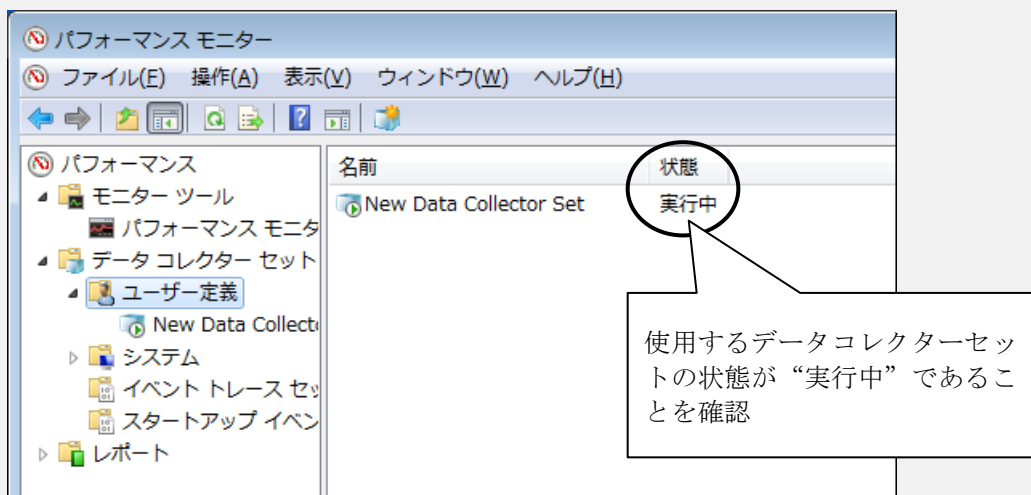 パフォーマンス モニター
ファイル(F) 操作(A) 表示(V) ウィンドウ(W) ヘルプ(H)
パフォーマンス
モニター ツール
パフォーマンス モニタ
データ コレクター セット
ユーザー定義
New Data Collect
システム
イベント トレース セッ
スタートアップ イベン
レポート
名前 状態
New Data Collector Set 実行中
使用するデータコレクターセッ
トの状態が“実行中”であるこ
とを確認